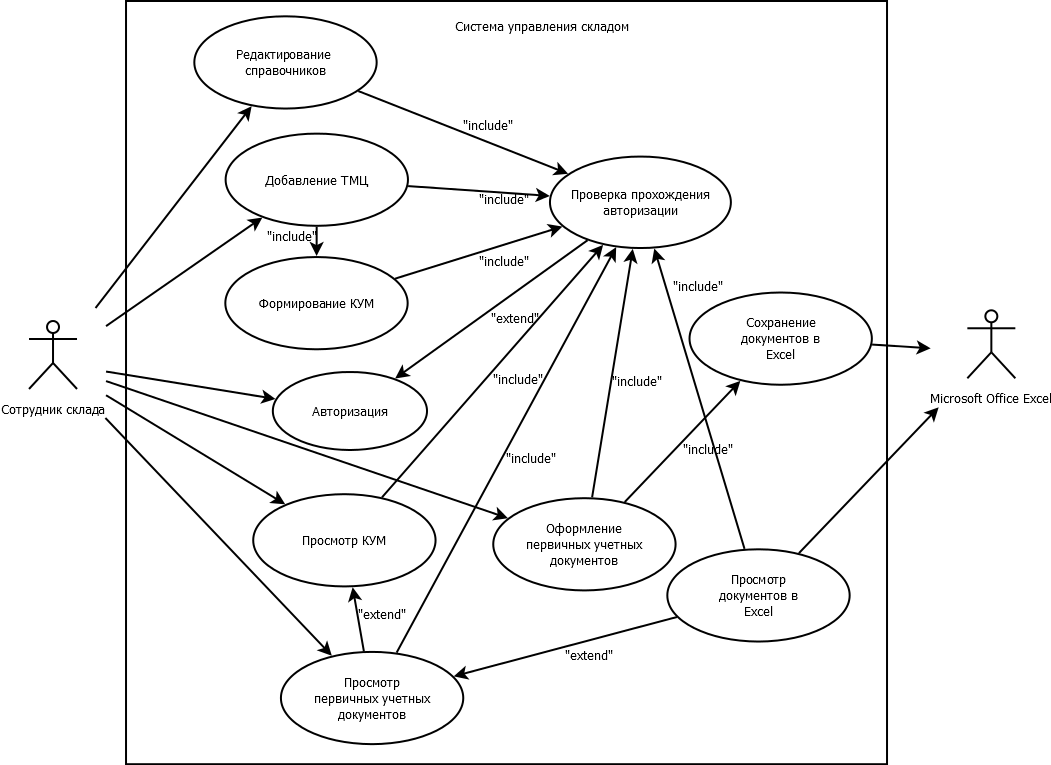 Система управления складом
Редактирование
справочников
"include"
Добавление ТМЦ
"include"
Проверка прохождения
авторизации
"include"
"include"
Формирование КУМ
"include"
"extend"
Сохранение
документов в
Excel
Сотрудник склада
Microsoft Office Excel
"include"
"include"
Авторизация
"include"
"include"
Просмотр КУМ
Оформление
первичных учетных
документов
Просмотр
документов в
Excel
"extend"
"extend"
Просмотр
первичных учетных
документов